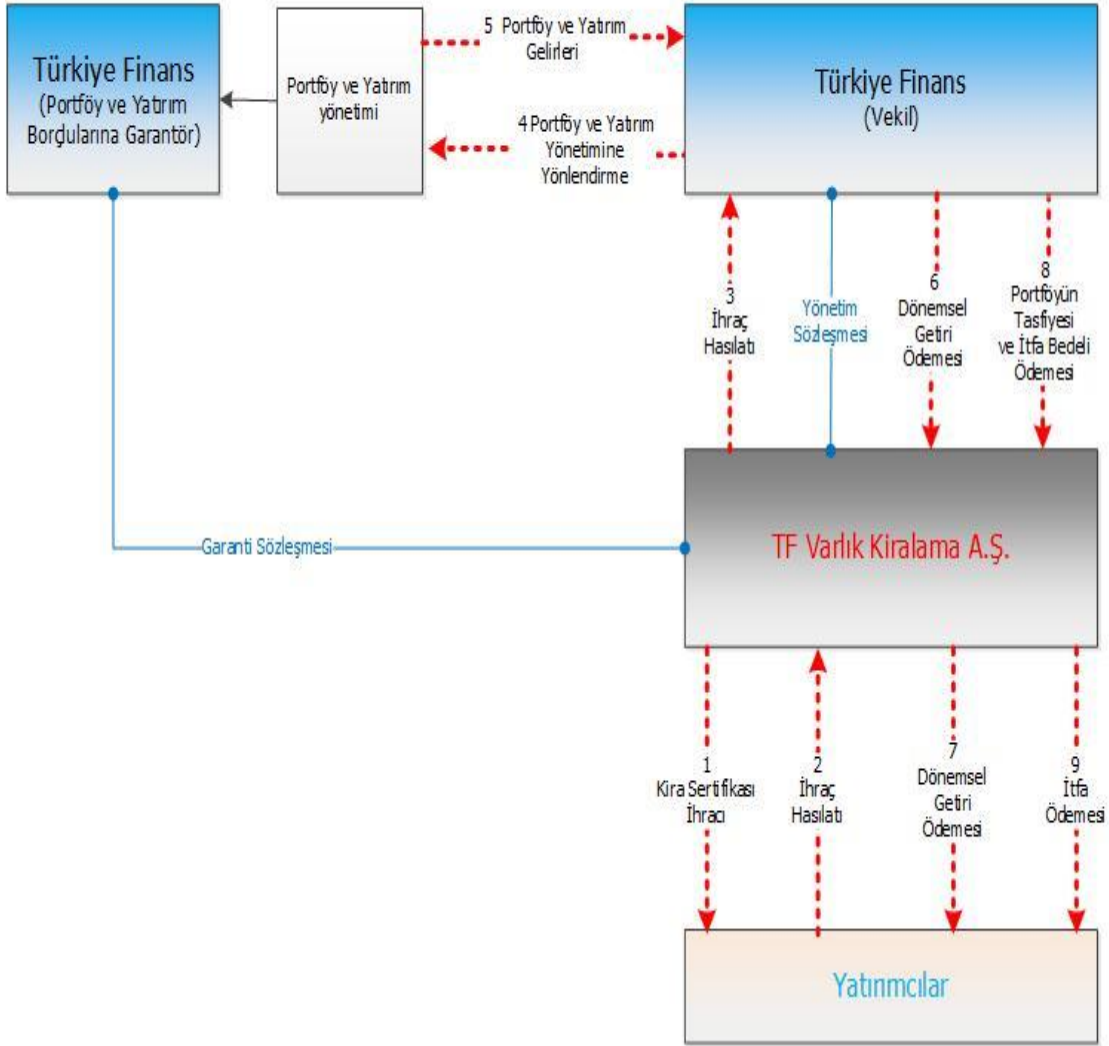 Türkiye Finans
(Portföy ve Yatırım
Borçlularına Garantör)
Portföy ve Yatırım
yönetimi
5 Portföy ve Yatırım
Gelirleri
4 Portföy ve Yatırım
Yönetimine
Yönlendirme
Türkiye Finans
(Vekil)
3
İhraç
Hasılatı
Yönetim
Sözleşmesi
6
Dönemsel
Getiri
Ödemesi
8
Portföyün
Tasfiyesi
ve İtfa Bedeli
Ödemesi
Garanti Sözleşmesi
TF Varlık Kiralama A.Ş.
1
Kira Sertifikası
İhracı
2
İhraç
Hasılatı
7
Dönemsel
Getiri
Ödemesi
9
İtfa
Ödemesi
Yatırımcılar